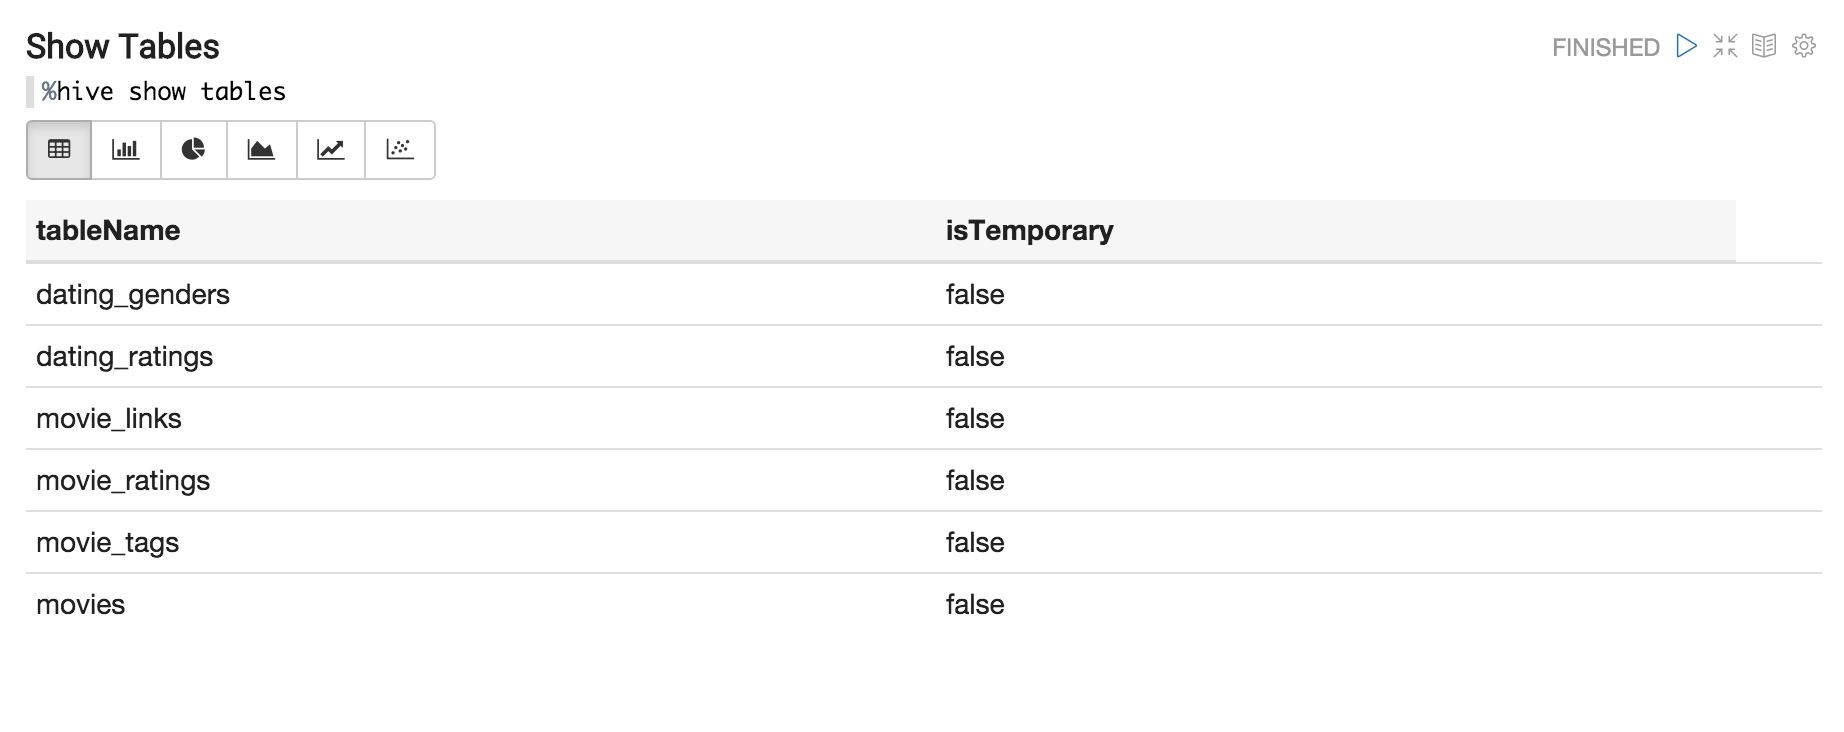 Show Tables
FINISHED
%hive show tables
tableName isTemporary
dating_genders false
dating_ratings false
movie_links false
movie_ratings false
movie_tags false
movies false